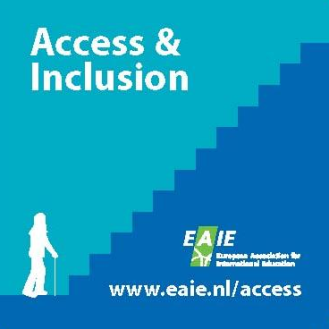 Access &
Inclusion
EAIE
European Association for
International Education
www.eaie.nl/access